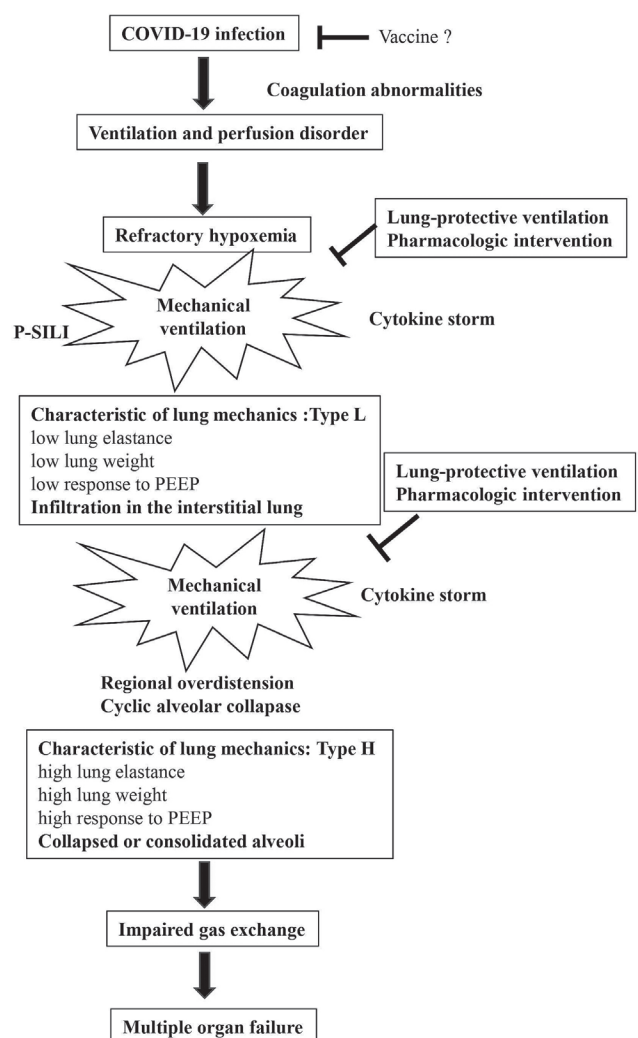 COVID-19 infection
Vaccine ?
Coagulation abnormalities
Ventilation and perfusion disorder
Refractory hypoxemia
Lung-protective ventilation
Pharmacologic intervention
Mechanical
ventilation
P-SILI
Cytokine storm
Characteristic of lung mechanics :Type L
low lung elastance
low lung weight
low response to PEEP
Infiltration in the interstitial lung
Lung-protective ventilation
Pharmacologic intervention
Mechanical
ventilation
Cytokine storm
Regional overdistension
Cyclic alveolar collapase
Characteristic of lung mechanics: Type H
high lung elastance
high lung weight
high response to PEEP
Collapsed or consolidated alveoli
Impaired gas exchange
Multiple organ failure